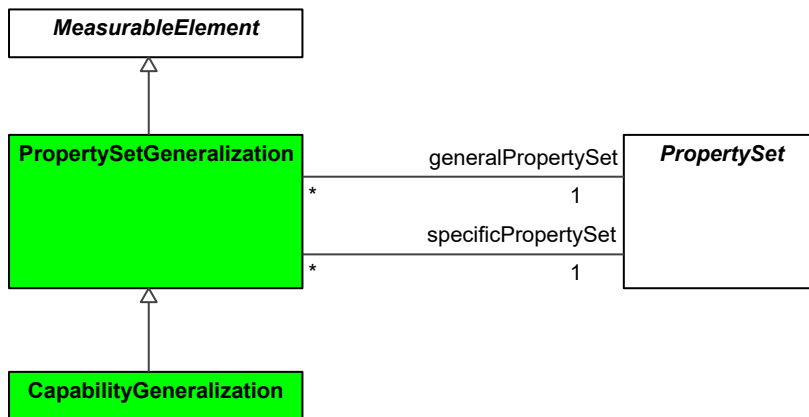 MeasurableElement
PropertySetGeneralization
generalPropertySet
PropertySet
*
1
specificPropertySet
*
1
CapabilityGeneralization